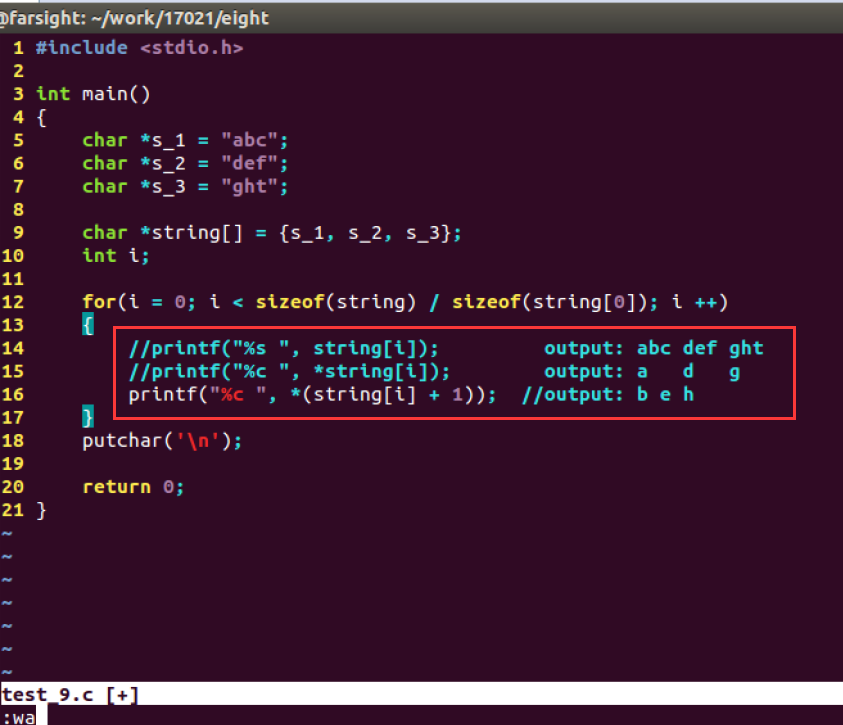 @farsight: ~/work/17021/eight
1 #include <stdio.h>
2
3 int main()
4 {
5     char *s_1 = "abc";
6     char *s_2 = "def";
7     char *s_3 = "ght";
8
9     char *string[] = {s_1, s_2, s_3};
10     int i;
11
12     for(i = 0; i < sizeof(string) / sizeof(string[0]); i ++)
13     {
14         //printf("%s ", string[i]);         output: abc def ght
15         //printf("%c ", *string[i]);        output: a   d   g
16         printf("%c ", *(string[i] + 1));  //output: b e h
17     }
18     putchar('\n');
19
20     return 0;
21 }
~
~
~
~
~
~
~
test_9.c [+]
:wa